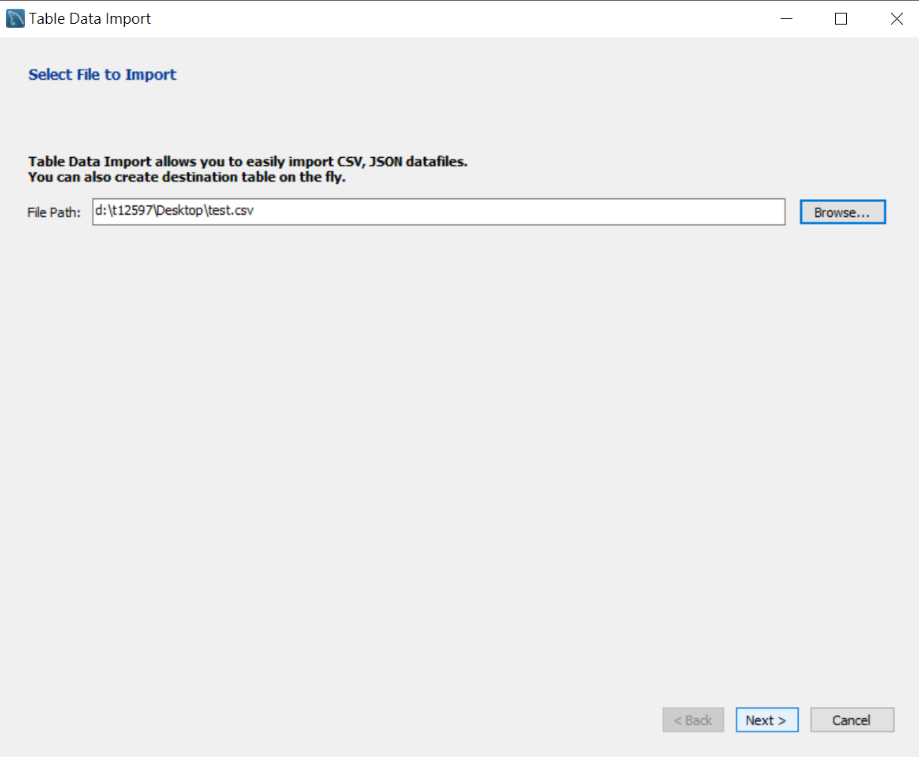 Table Data Import
Select File to Import
Table Data Import allows you to easily import CSV, JSON datafiles.
You can also create destination table on the fly.
File Path: d:\t12597\Desktop\test.csv Browse...
< Back Next > Cancel